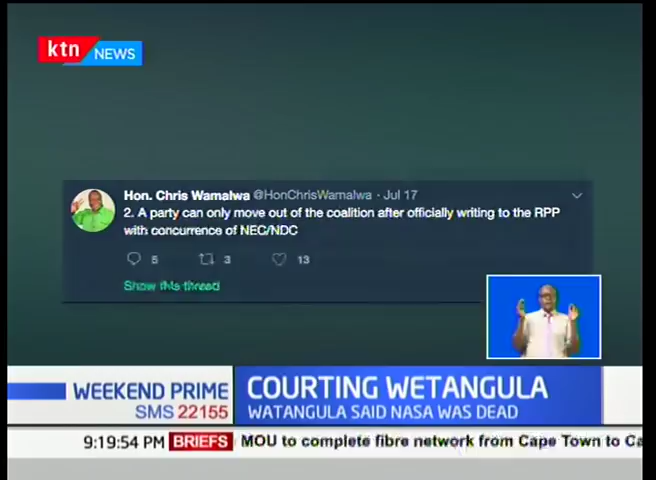 ktn NEWS
Hon. Chris Wamalwa @HonChrisWamalwa · Jul 17
2. A party can only move out of the coalition after officially writing to the RPP
with concurrence of NEC/NDC
5 3 13
Show this thread
WEEKEND PRIME
SMS 22155
COURTING WETANGULA
WATANGULA SAID NASA WAS DEAD
9:19:54 PM BRIEFS MOU to complete fibre network from Cape Town to Ca